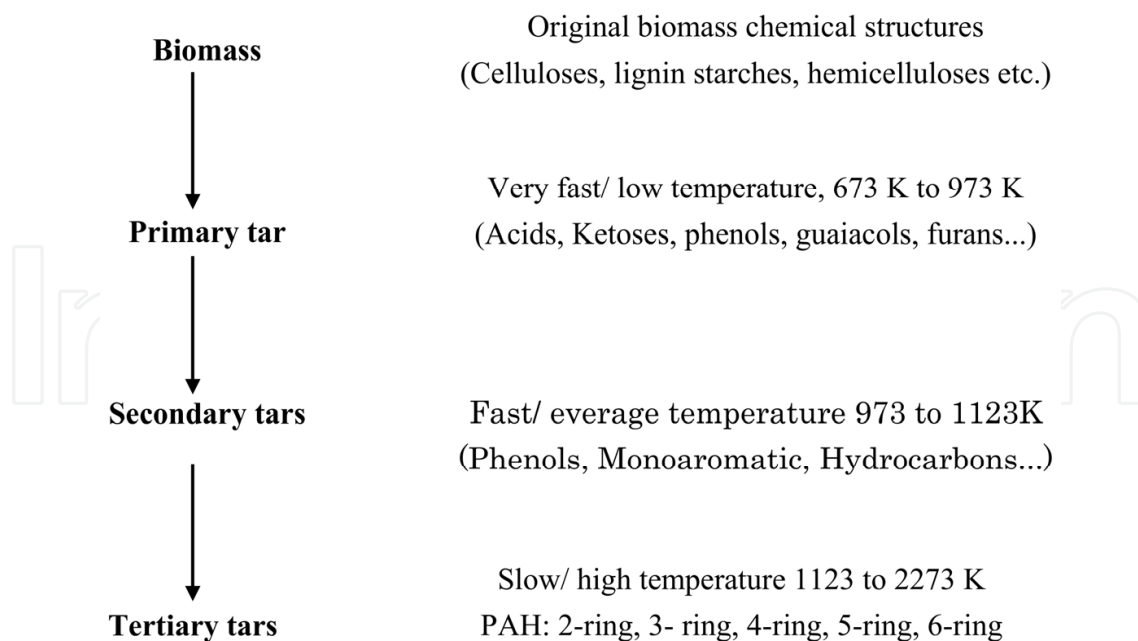 Biomass
Original biomass chemical structures
(Celluloses, lignin starches, hemicelluloses etc.)
Very fast/ low temperature, 673 K to 973 K
Primary tar
(Acids, Ketoses, phenols, guaiacols, furans...)
Secondary tars
Fast/ everage temperature 973 to 1123K
(Phenols, Monoaromatic, Hydrocarbons...)
Slow/ high temperature 1123 to 2273 K
Tertiary tars
PAH: 2-ring, 3- ring, 4-ring, 5-ring, 6-ring